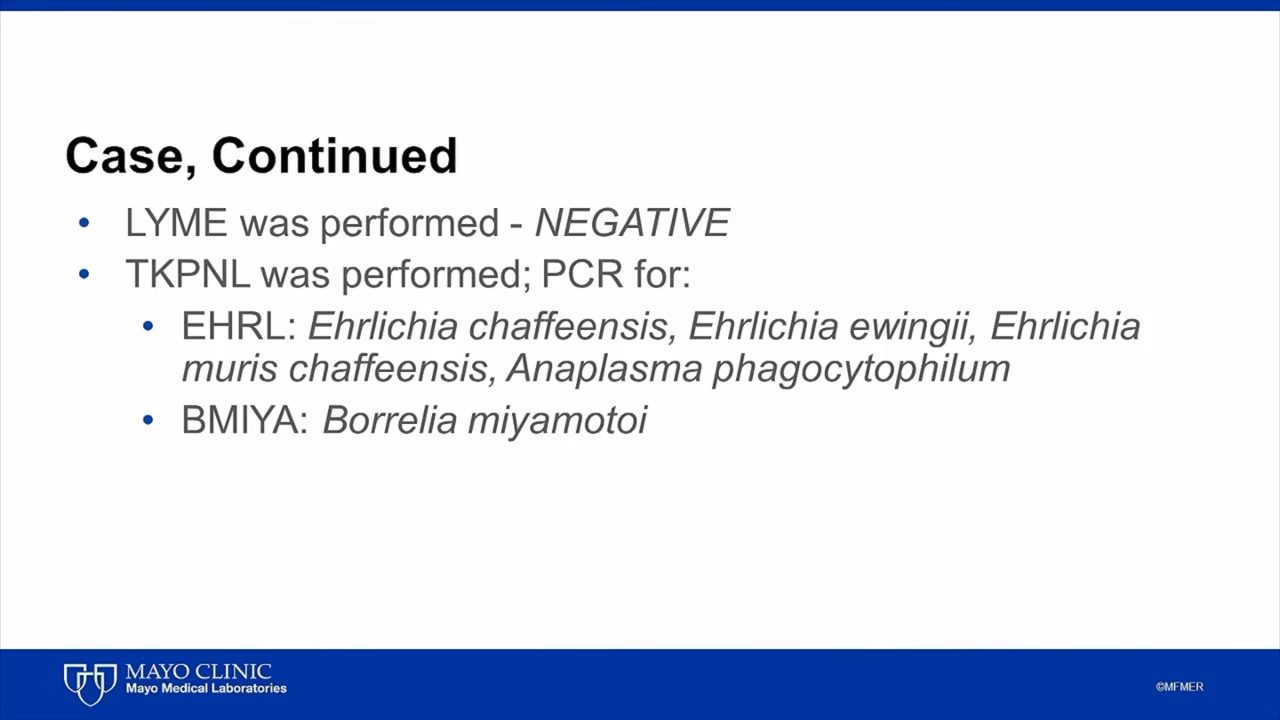 Case, Continued
• LYME was performed - NEGATIVE
• TKPNL was performed; PCR for:
• EHRL: Ehrlichia chaffeensis, Ehrlichia ewingii, Ehrlichia
muris chaffeensis, Anaplasma phagocytophilum
• BMIYA: Borrelia miyamotoi
MAYO CLINIC
Mayo Medical Laboratories
©MFMER